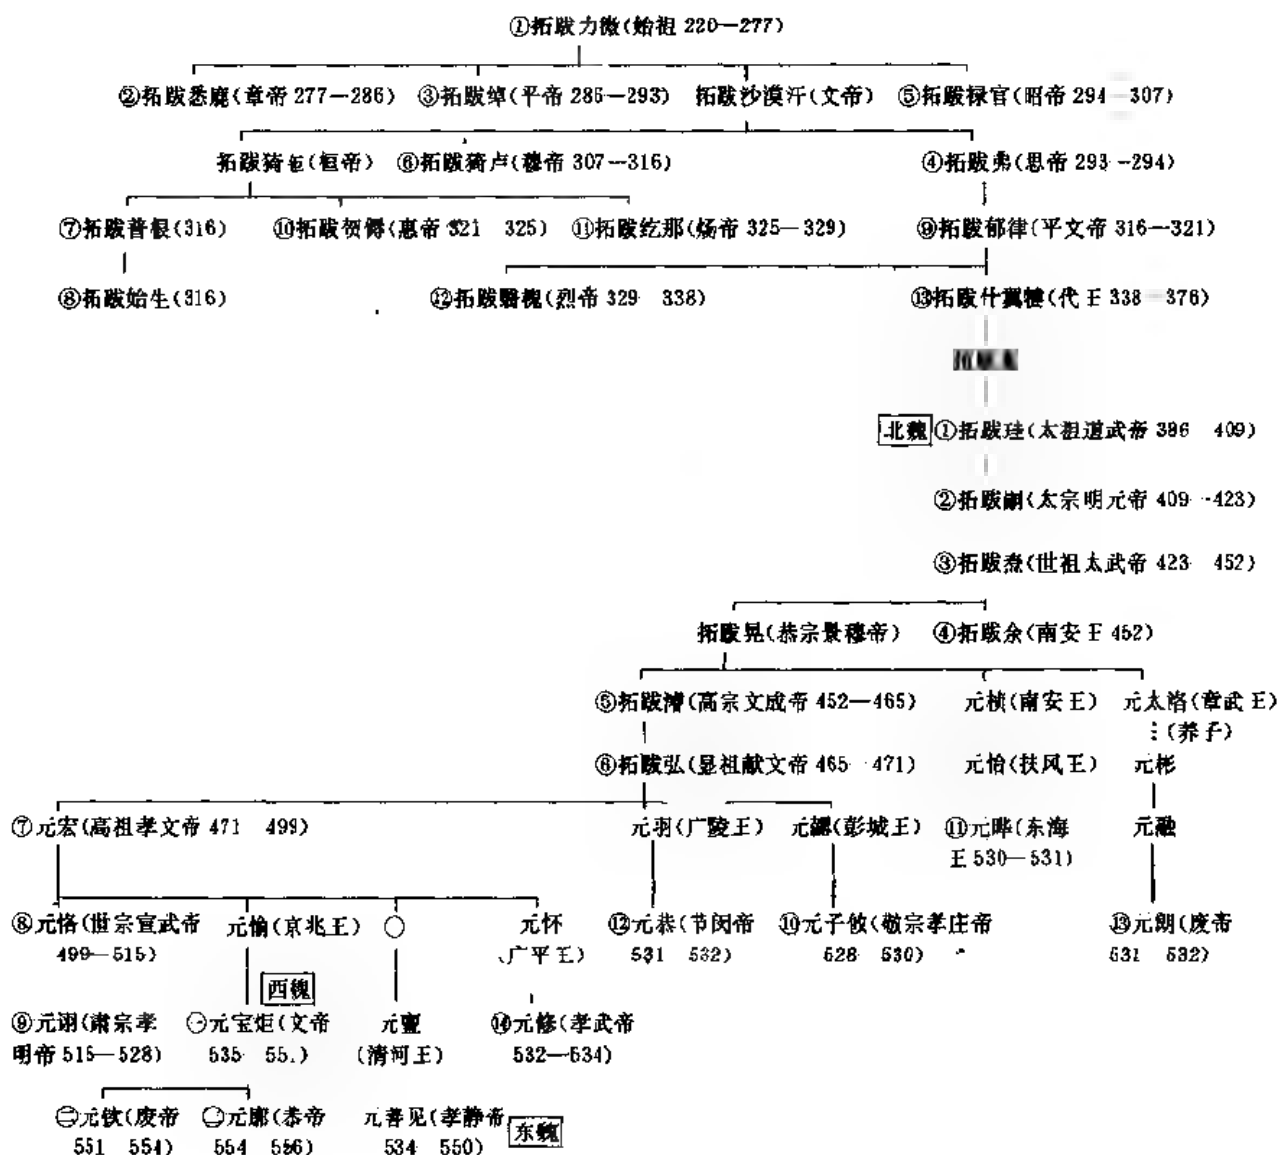 ①拓跋力微(始祖 220—277)
②拓跋悉鹿(章帝 277—286) ③拓跋绰(平帝 286—293) 拓跋沙漠汗(文帝) ⑤拓跋禄官(昭帝 294—307)
拓跋猗㐌(桓帝) ⑥拓跋猗卢(穆帝 307—316) ④拓跋弗(思帝 293—294)
⑦拓跋普根(316) ⑩拓跋贺傉(惠帝 321 325) ⑪拓跋纥那(炀帝 325—329) ⑨拓跋郁律(平文帝 316—321)
⑧拓跋始生(316) ⑫拓跋翳槐(烈帝 329 338) ⑬拓跋什翼犍(代王 338—376)
北魏 ①拓跋珪(太祖道武帝 386 409)
②拓跋嗣(太宗明元帝 409—423)
③拓跋焘(世祖太武帝 423 452)
拓跋晃(恭宗景穆帝) ④拓跋余(南安王 452)
⑤拓跋濬(高宗文成帝 452—465) 元桢(南安王) 元太洛(章武王)
(养子)
⑥拓跋弘(显祖献文帝 465—471) 元怡(扶风王) 元彬
⑦元宏(高祖孝文帝 471 499) 元羽(广陵王) 元勰(彭城王) ⑪元晔(东海 元融
王 530—531)
⑧元恪(世宗宣武帝 元愉(京兆王) 〇 元怀 ⑫元恭(节闵帝 ⑩元子攸(敬宗孝庄帝 ⑬元朗(废帝
499—515) (广平王) 531 532) 528 530) 531 532)
西魏
⑨元诩(肃宗孝 ㊀元宝炬(文帝 元亶 ⑭元修(孝武帝
明帝 515—528) 535 551) (清河王) 532—534)
㊁元钦(废帝 元廓(恭帝 元善见(孝静帝 东魏
551 554) 554 556) 534 550)